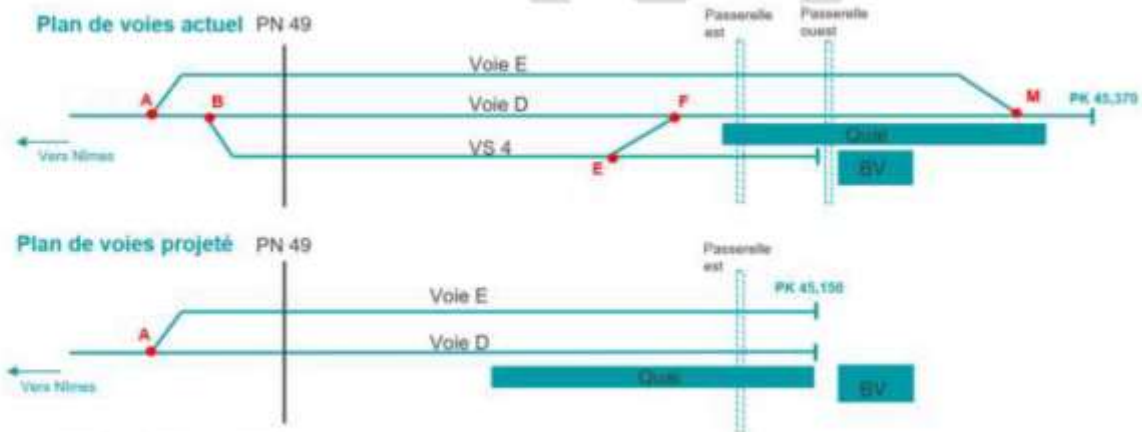 Plan de voies actuel PN 49
Passerelle est
Passerelle ouest
Voie E
A
B
Voie D
F
M
PK 45,370
Vers Nîmes
VS 4
E
Quai
BV
Plan de voies projeté PN 49
Passerelle est
Voie E
PK 45,150
A
Voie D
Vers Nîmes
Quai
BV